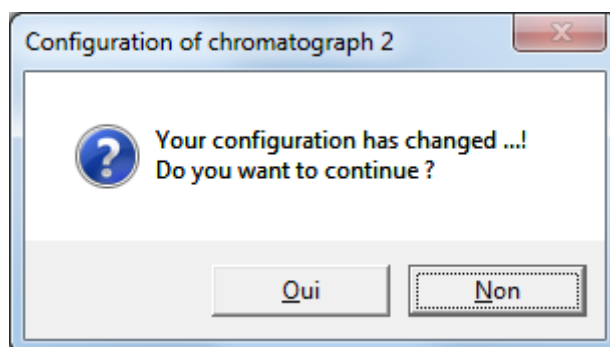 Configuration of chromatograph 2
Your configuration has changed ...!
Do you want to continue ?
Oui
Non